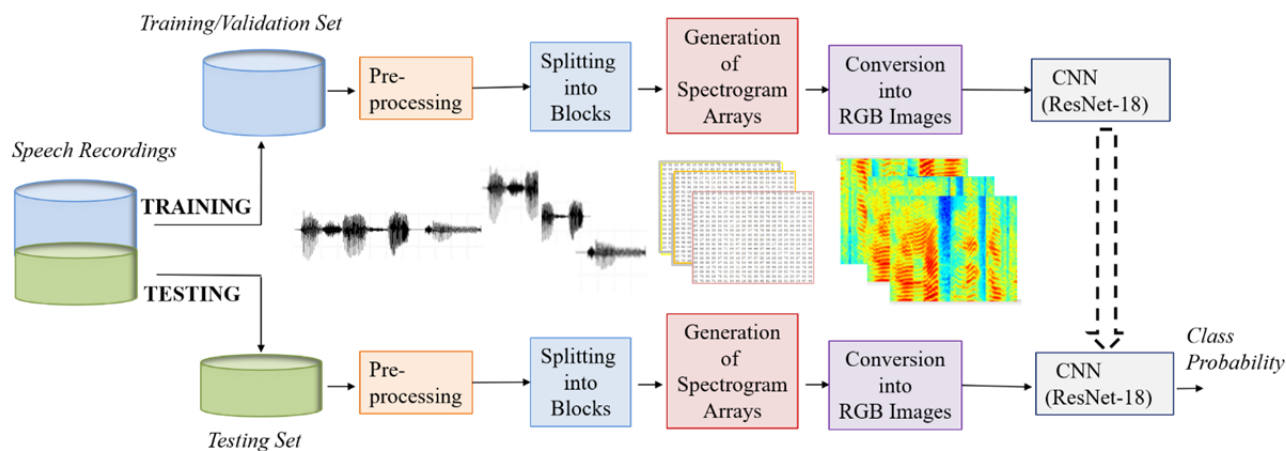 Training/Validation Set
Pre-
processing
Splitting
into
Blocks
Generation
of
Spectrogram
Arrays
Conversion
into
RGB Images
CNN
(ResNet-18)
Speech Recordings
TRAINING
TESTING
Testing Set
Pre-
processing
Splitting
into
Blocks
Generation
of
Spectrogram
Arrays
Conversion
into
RGB Images
CNN
(ResNet-18)
Class
Probability